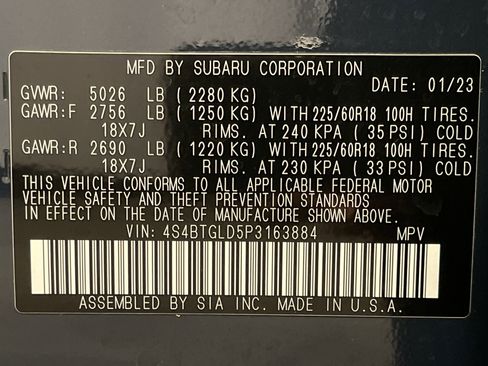 MFD BY SUBARU CORPORATION
DATE: 01/23
GVWR: 5026 LB (2280 KG)
GAWR:F 2756 LB (1250 KG) WITH 225/60R18 100H TIRES.
18X7J RIMS. AT 240 KPA (35 PSI) COLD
GAWR:R 2690 LB (1220 KG) WITH 225/60R18 100H TIRES.
18X7J RIMS. AT 230 KPA (33 PSI) COLD
THIS VEHICLE CONFORMS TO ALL APPLICABLE FEDERAL MOTOR
VEHICLE SAFETY AND THEFT PREVENTION STANDARDS
IN EFFECT ON THE DATE OF MANUFACTURE SHOWN ABOVE.
VIN: 4S4BTGLD5P3163884 MPV
ASSEMBLED BY SIA INC. MADE IN U.S.A.